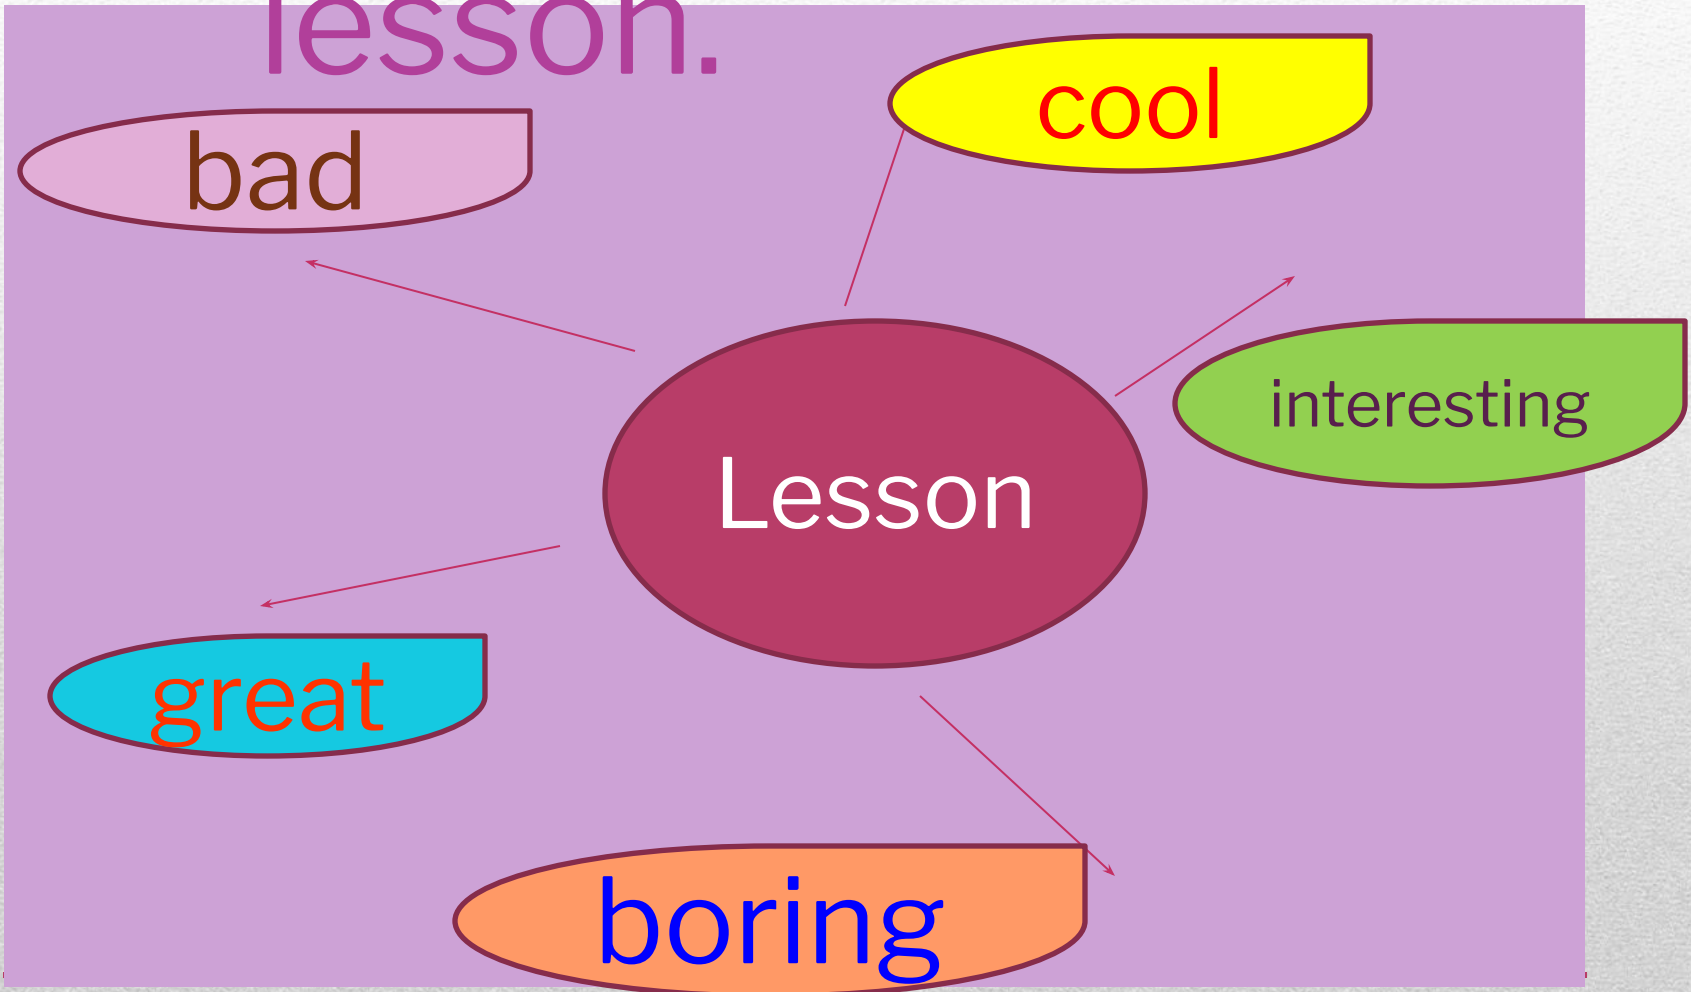 lesson.
cool
bad
interesting
Lesson
great
boring